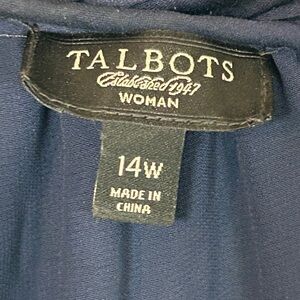 TALBOTS
Established 1947
WOMAN
14W
MADE IN
CHINA